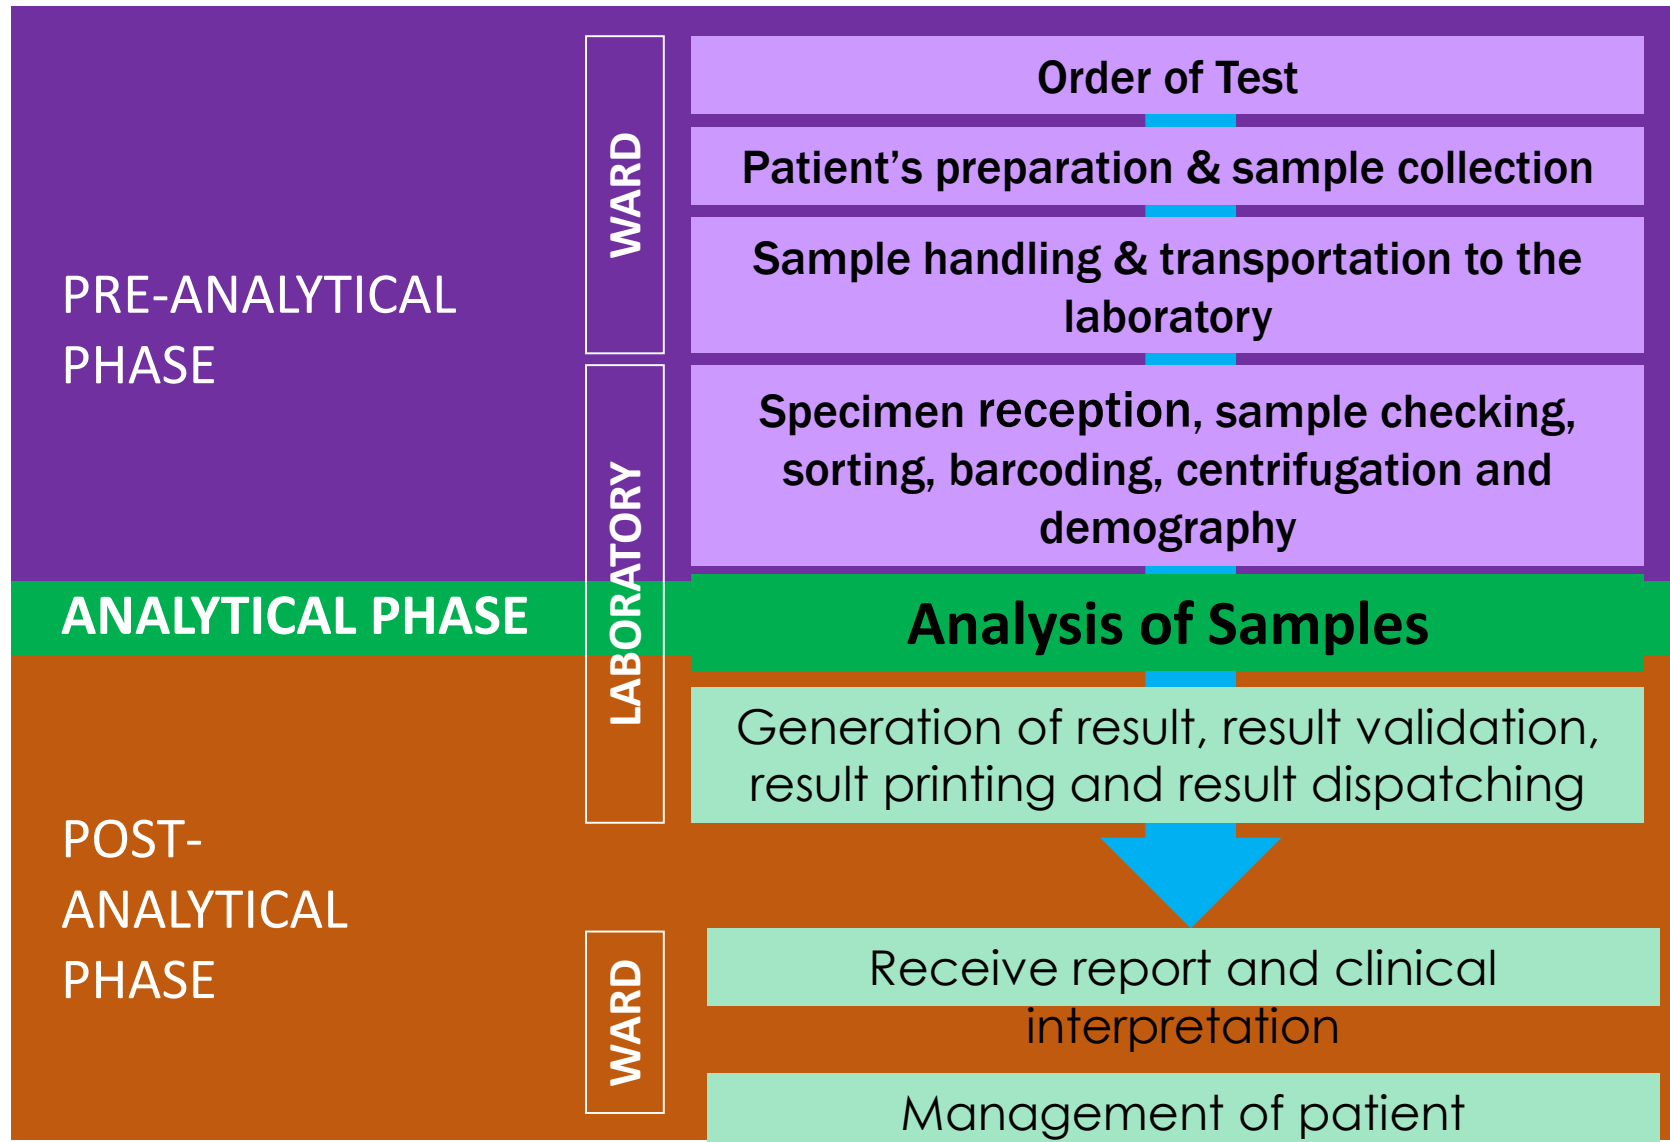 WARD
Order of Test
Patient’s preparation & sample collection
Sample handling & transportation to the
laboratory
PRE-ANALYTICAL
PHASE
LABORATORY
Specimen reception, sample checking,
sorting, barcoding, centrifugation and
demography
ANALYTICAL PHASE
Analysis of Samples
Generation of result, result validation,
result printing and result dispatching
POST-
ANALYTICAL
PHASE
WARD
Receive report and clinical
interpretation
Management of patient